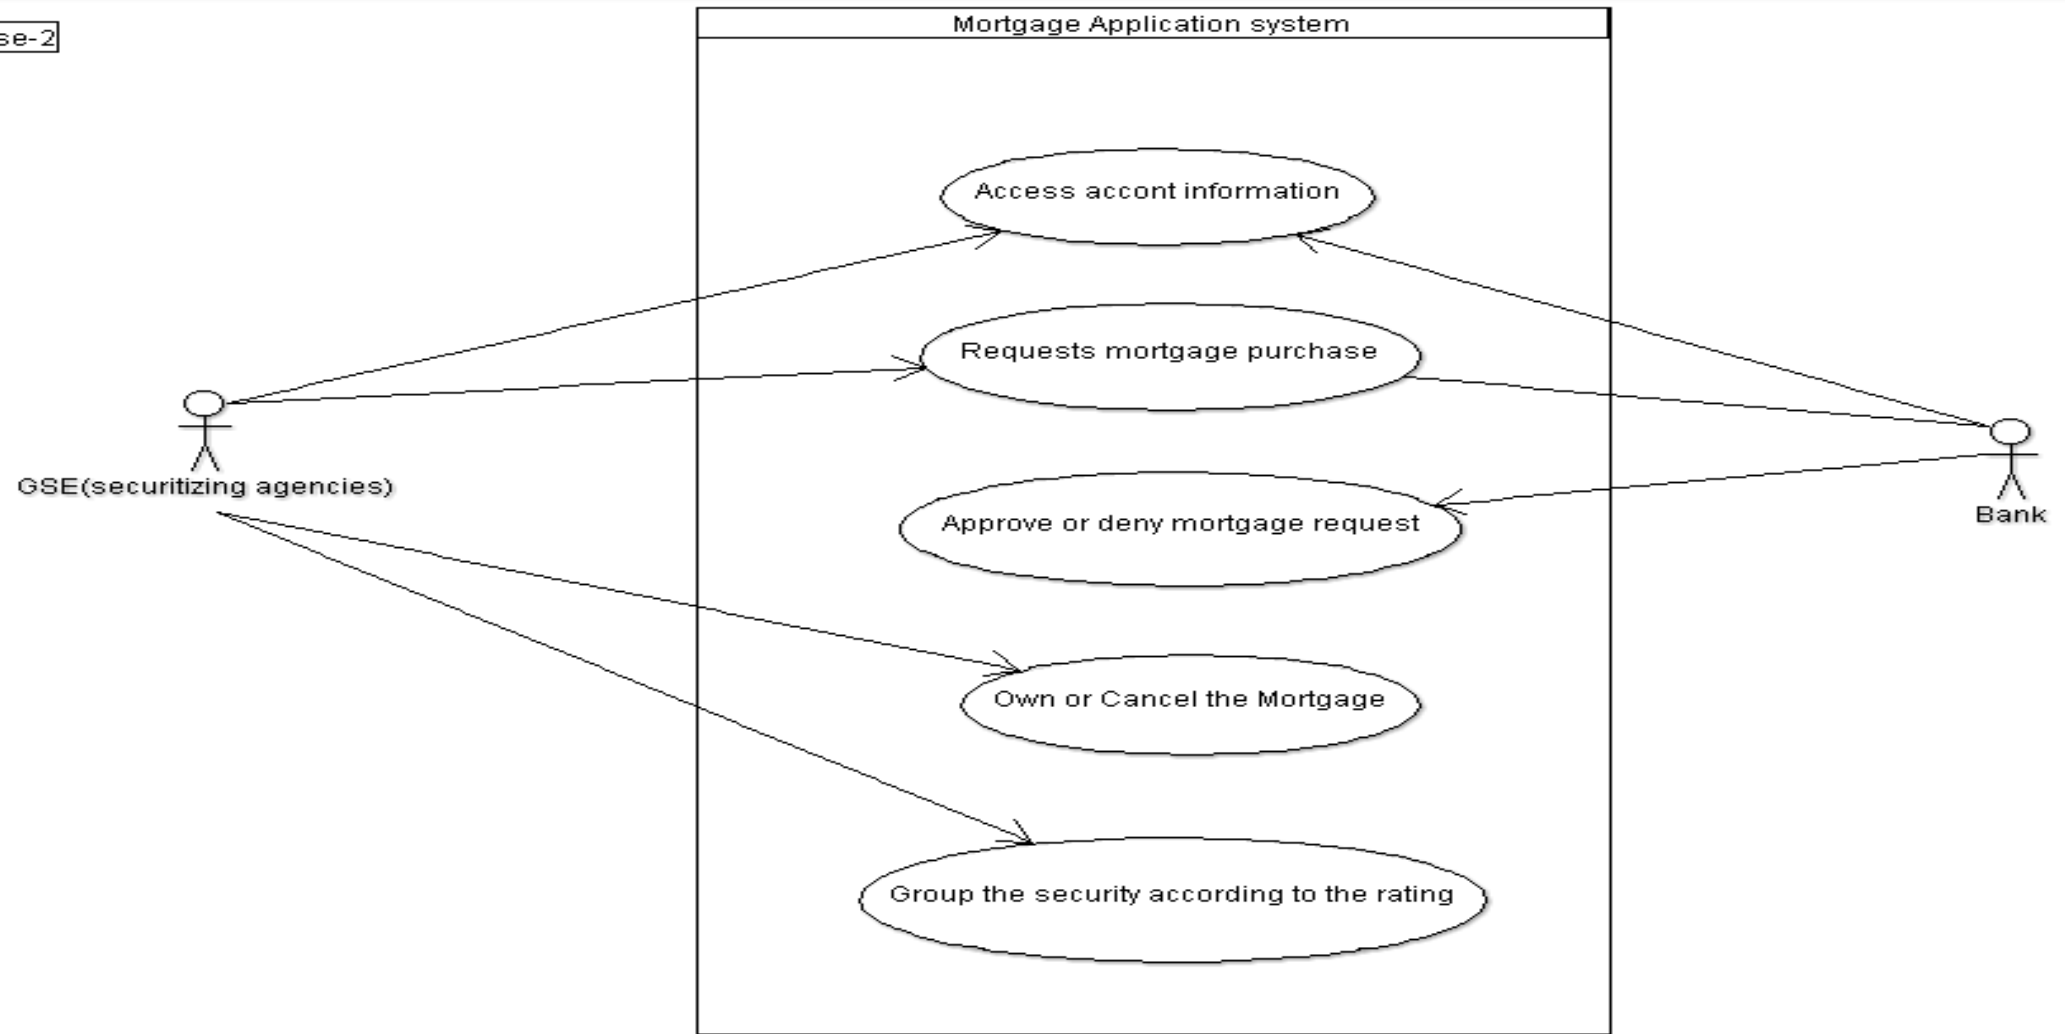 se-2
Mortgage Application system
Access accont information
Requests mortgage purchase
Approve or deny mortgage request
Own or Cancel the Mortgage
Group the security according to the rating
GSE(securitizing agencies)
Bank